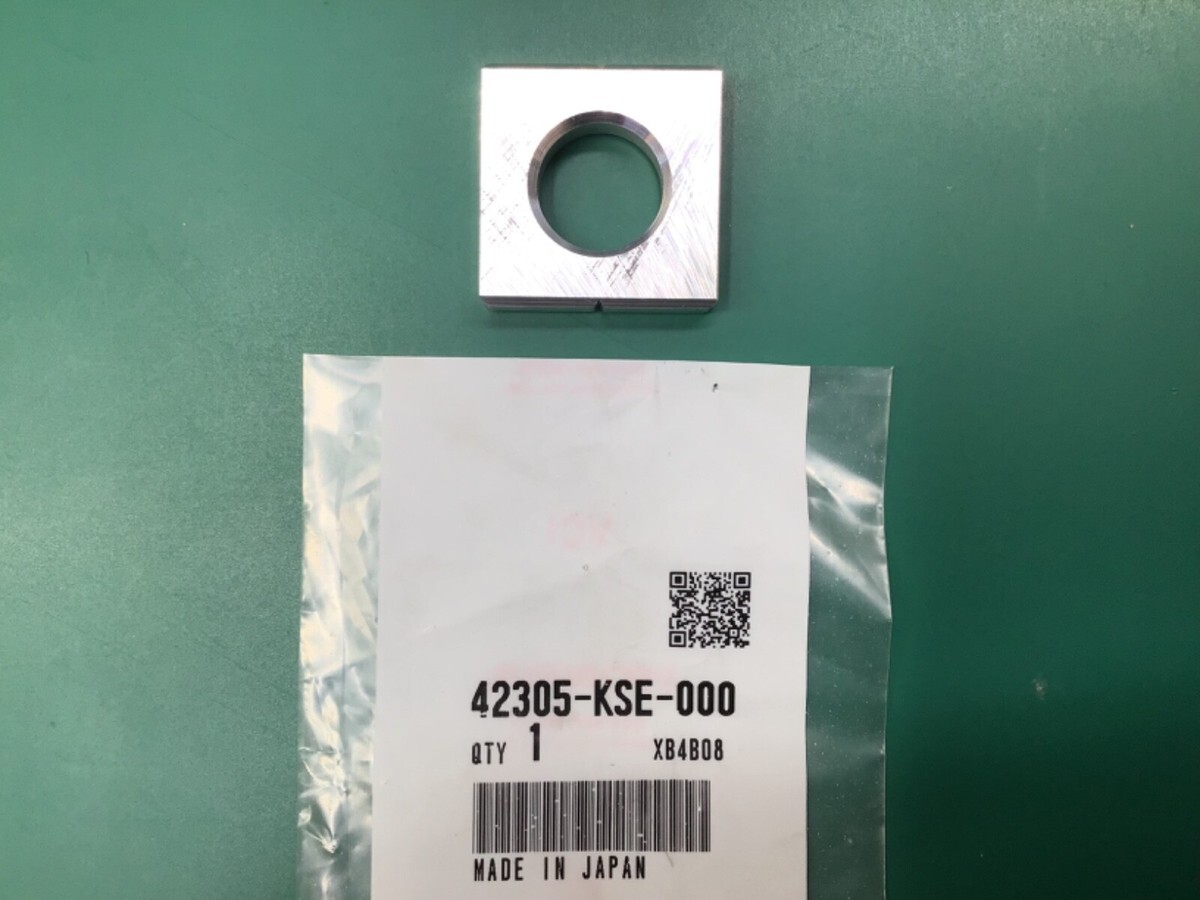 42305-KSE-000
QTY 1 XB4B08
MADE IN JAPAN